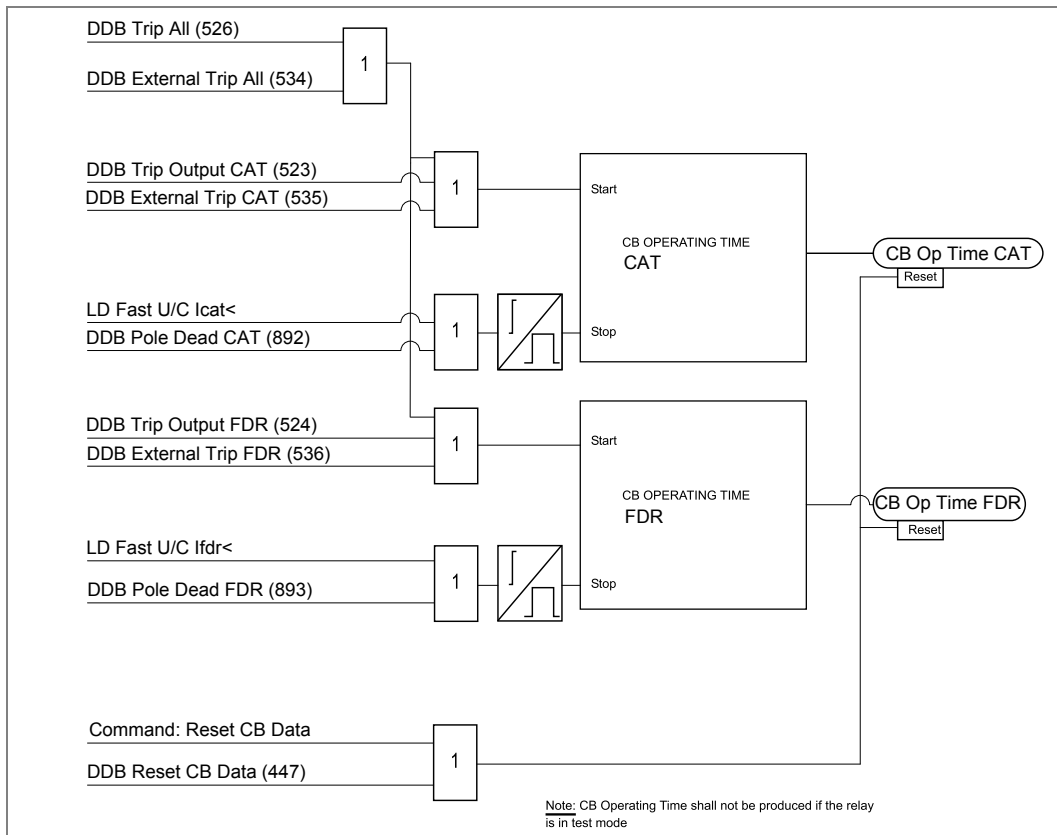 DDB Trip All (526)
1
DDB External Trip All (534)
DDB Trip Output CAT (523)
1
DDB External Trip CAT (535)
Start
CB OPERATING TIME
CAT
CB Op Time CAT
Reset
LD Fast U/C Icat<
DDB Pole Dead CAT (892)
1
Stop
DDB Trip Output FDR (524)
1
DDB External Trip FDR (536)
Start
CB OPERATING TIME
FDR
CB Op Time FDR
Reset
LD Fast U/C Ifdr<
DDB Pole Dead FDR (893)
1
Stop
Command: Reset CB Data
1
DDB Reset CB Data (447)
Note: CB Operating Time shall not be produced if the relay
is in test mode